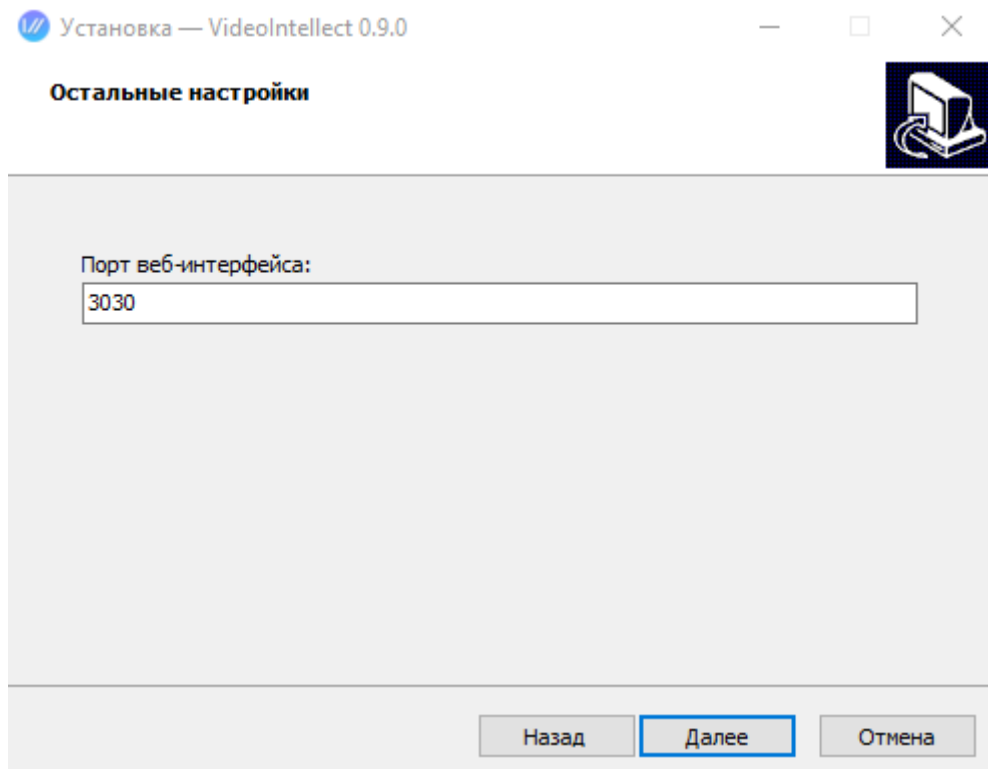 Установка — VideoIntellect 0.9.0
Остальные настройки
Порт веб-интерфейса:
3030
Назад Далее Отмена